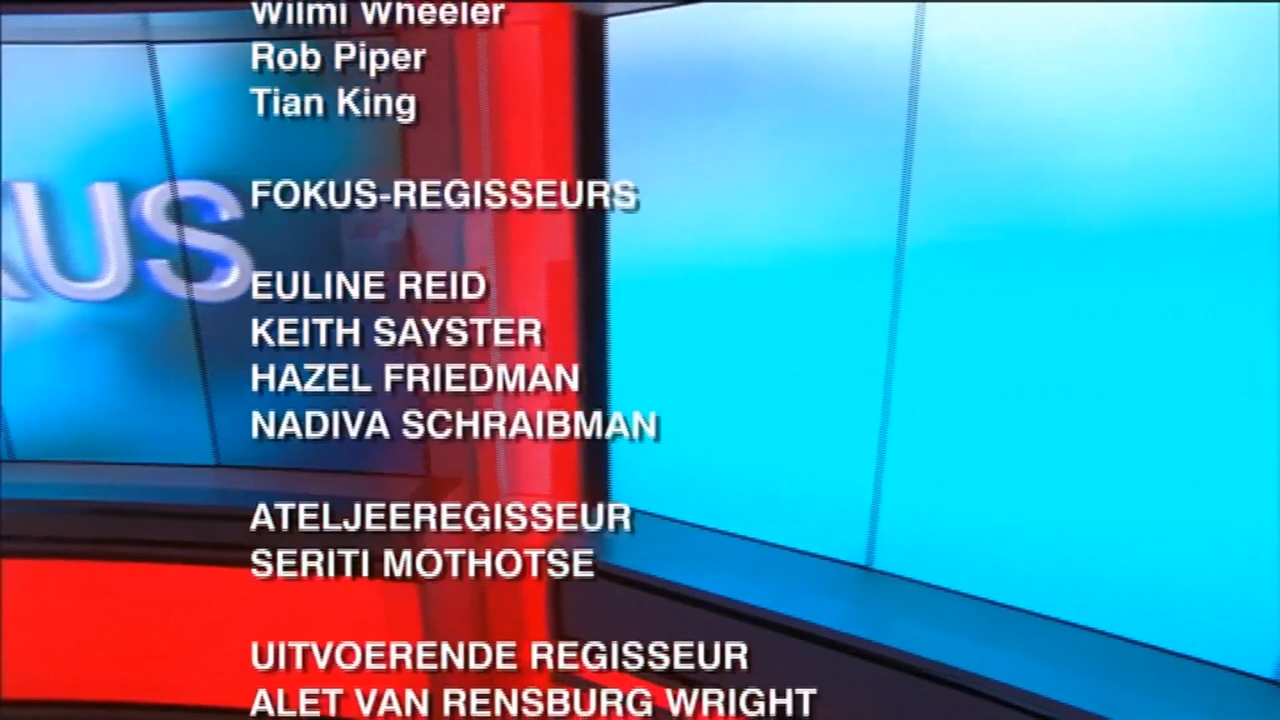 Wilmi Wheeler
Rob Piper
Tian King
FOKUS-REGISSEURS
KUS
EULINE REID
KEITH SAYSTER
HAZEL FRIEDMAN
NADIVA SCHRAIBMAN
ATELJEEREGISSEUR
SERITI MOTHOTSE
UITVOERENDE REGISSEUR
ALET VAN RENSBURG WRIGHT